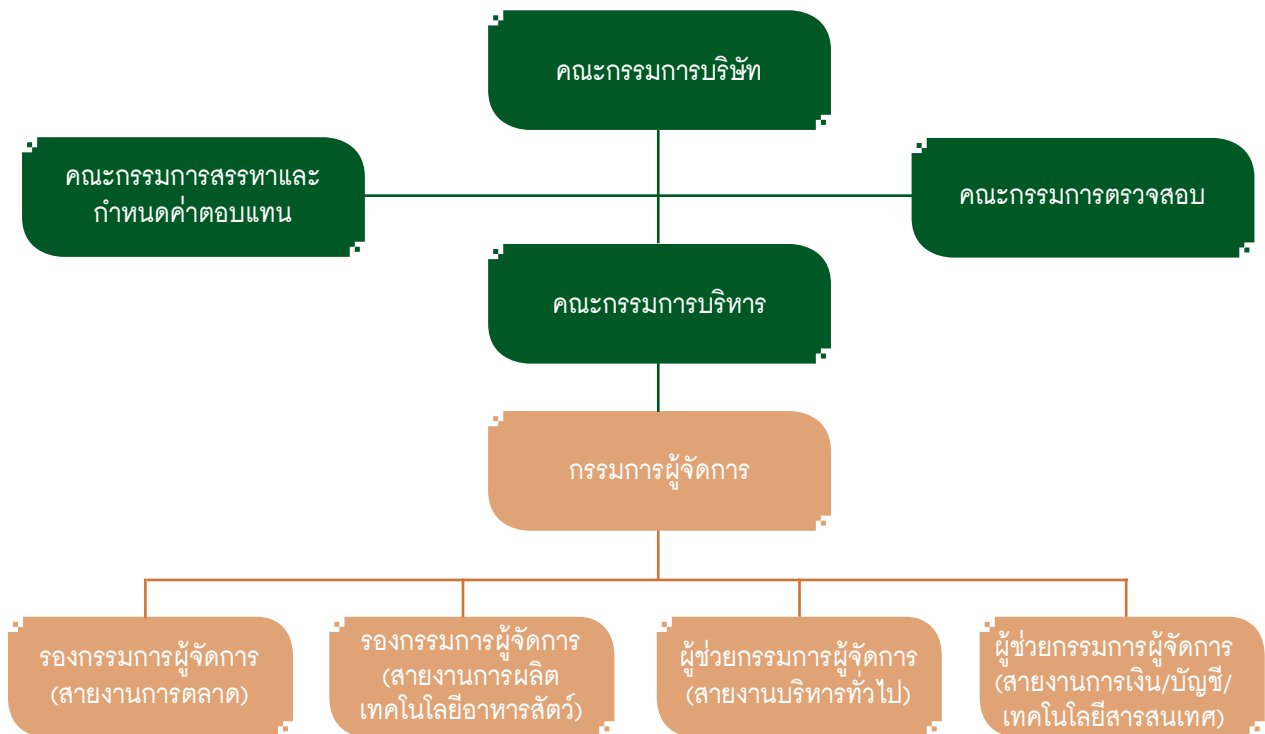 คณะกรรมการบริษัท
คณะกรรมการสรรหาและ
กำหนดค่าตอบแทน
คณะกรรมการตรวจสอบ
คณะกรรมการบริหาร
กรรมการผู้จัดการ
รองกรรมการผู้จัดการ
(สายงานการตลาด)
รองกรรมการผู้จัดการ
(สายงานการผลิต
เทคโนโลยีอาหารสัตว์)
ผู้ช่วยกรรมการผู้จัดการ
(สายงานบริหารทั่วไป)
ผู้ช่วยกรรมการผู้จัดการ
(สายงานการเงิน/บัญชี/
เทคโนโลยีสารสนเทศ)